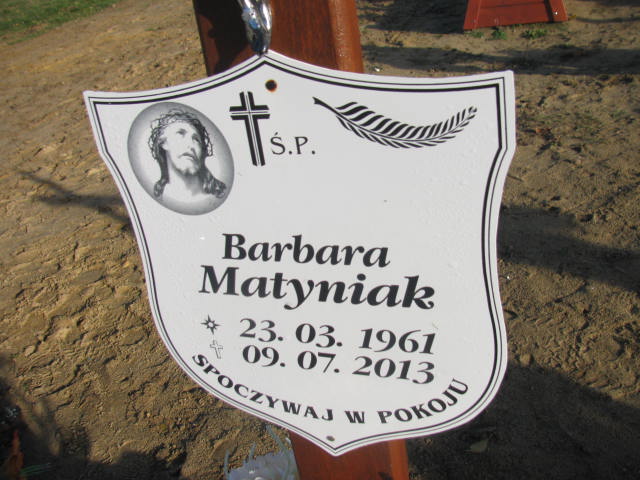 Ś.P.
Barbara
Matyniak
23. 03. 1961
09. 07. 2013
SPOCZYWAJ W POKOJU